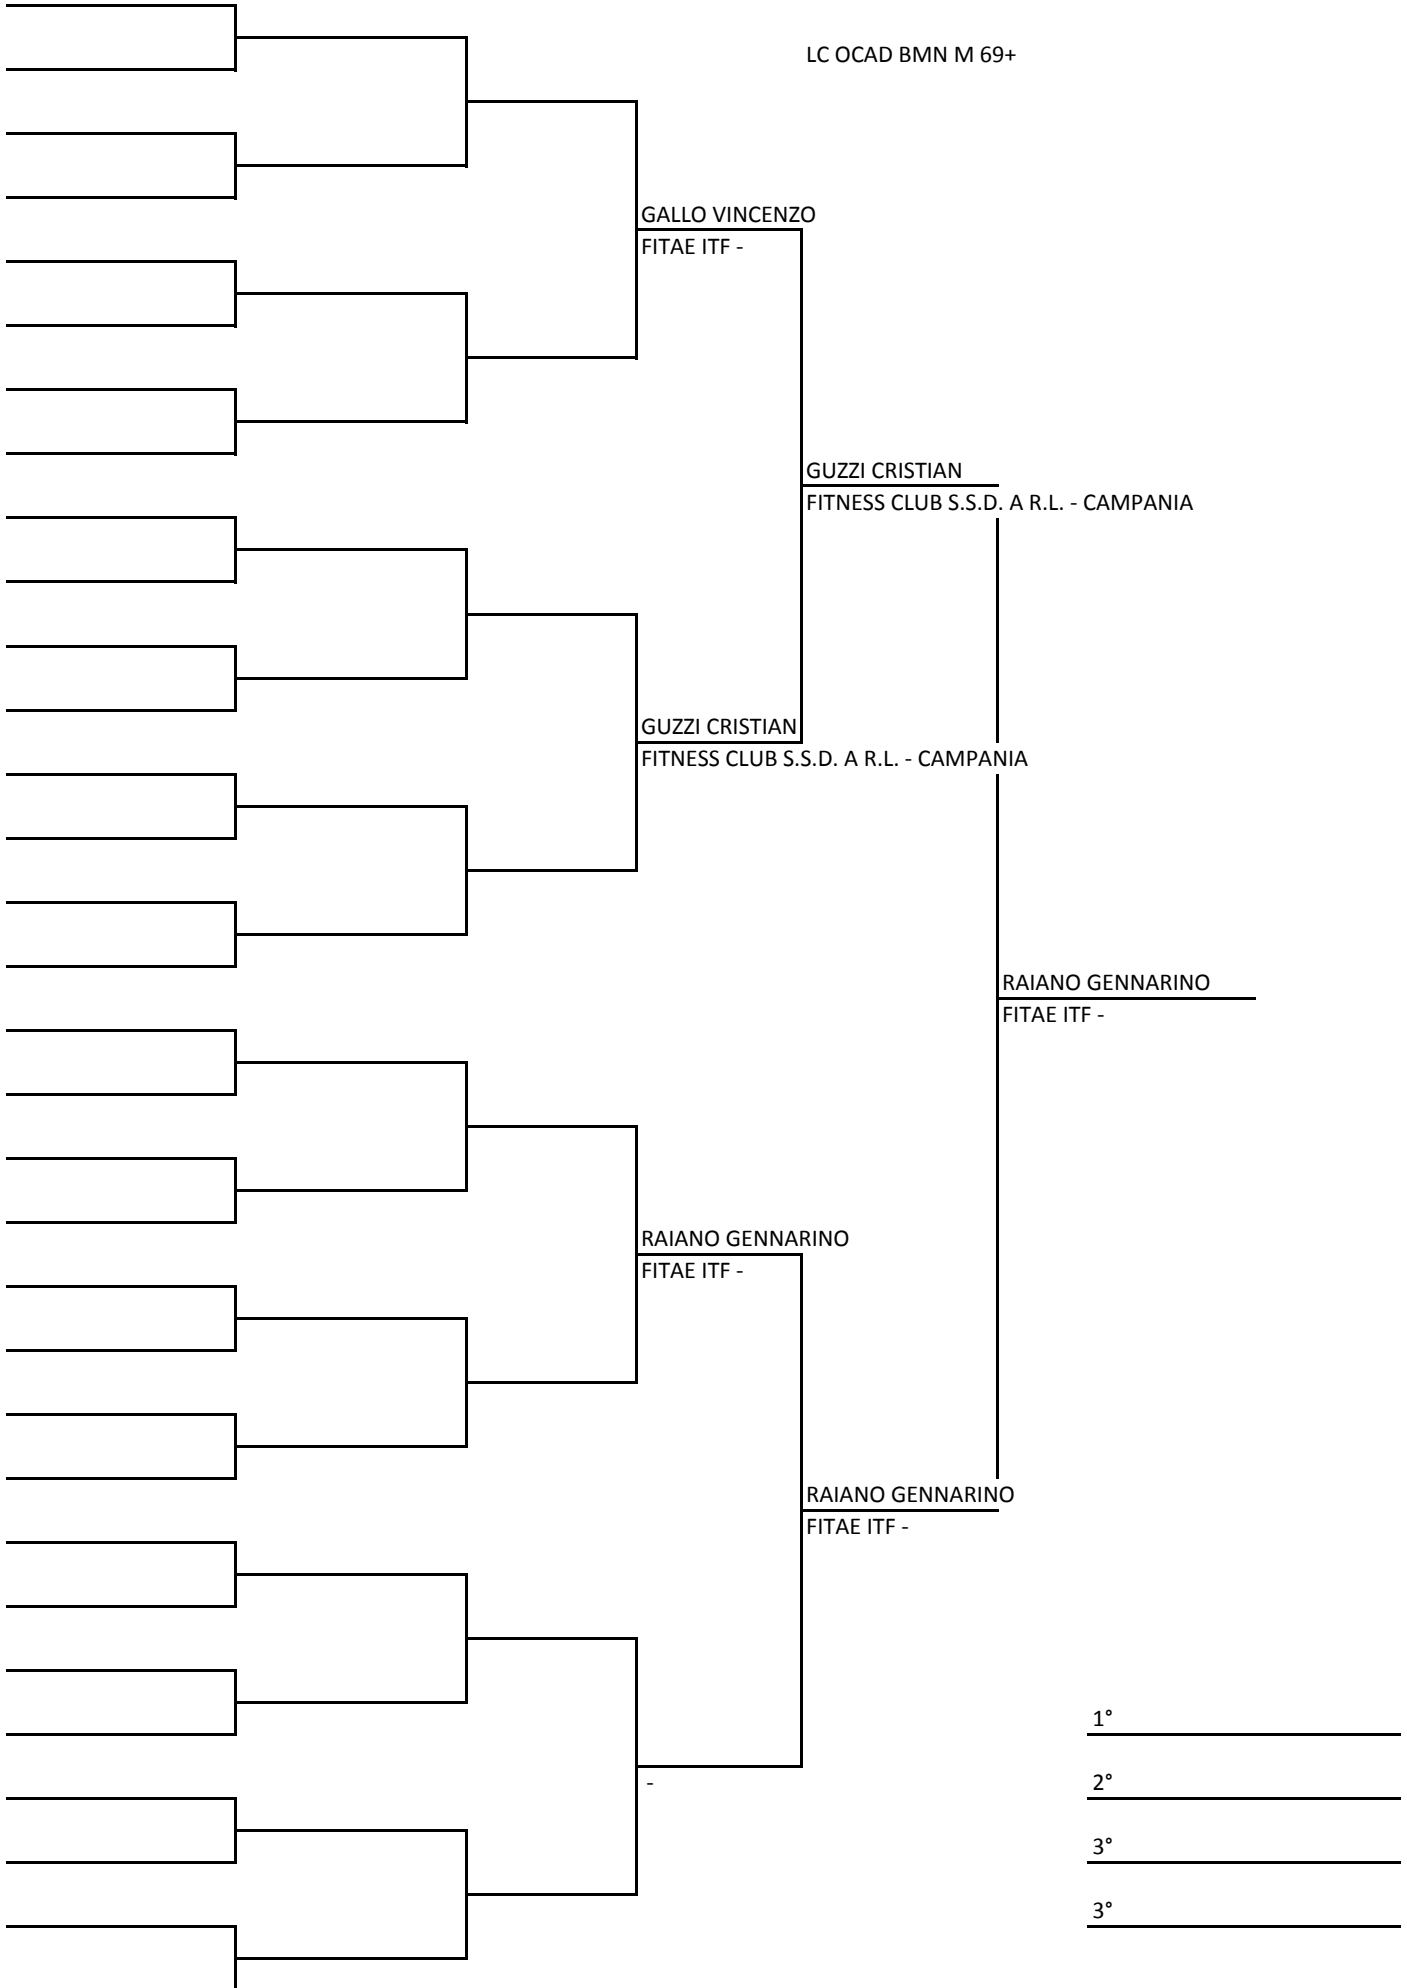 LC OCAD BMN M 69+
GALLO VINCENZO
FITAE ITF -
GUZZI CRISTIAN
FITNESS CLUB S.S.D. A R.L. - CAMPANIA
GUZZI CRISTIAN
FITNESS CLUB S.S.D. A R.L. - CAMPANIA
RAIANO GENNARINO
FITAE ITF -
RAIANO GENNARINO
FITAE ITF -
RAIANO GENNARINO
FITAE ITF -
1°
-
2°
3°
3°